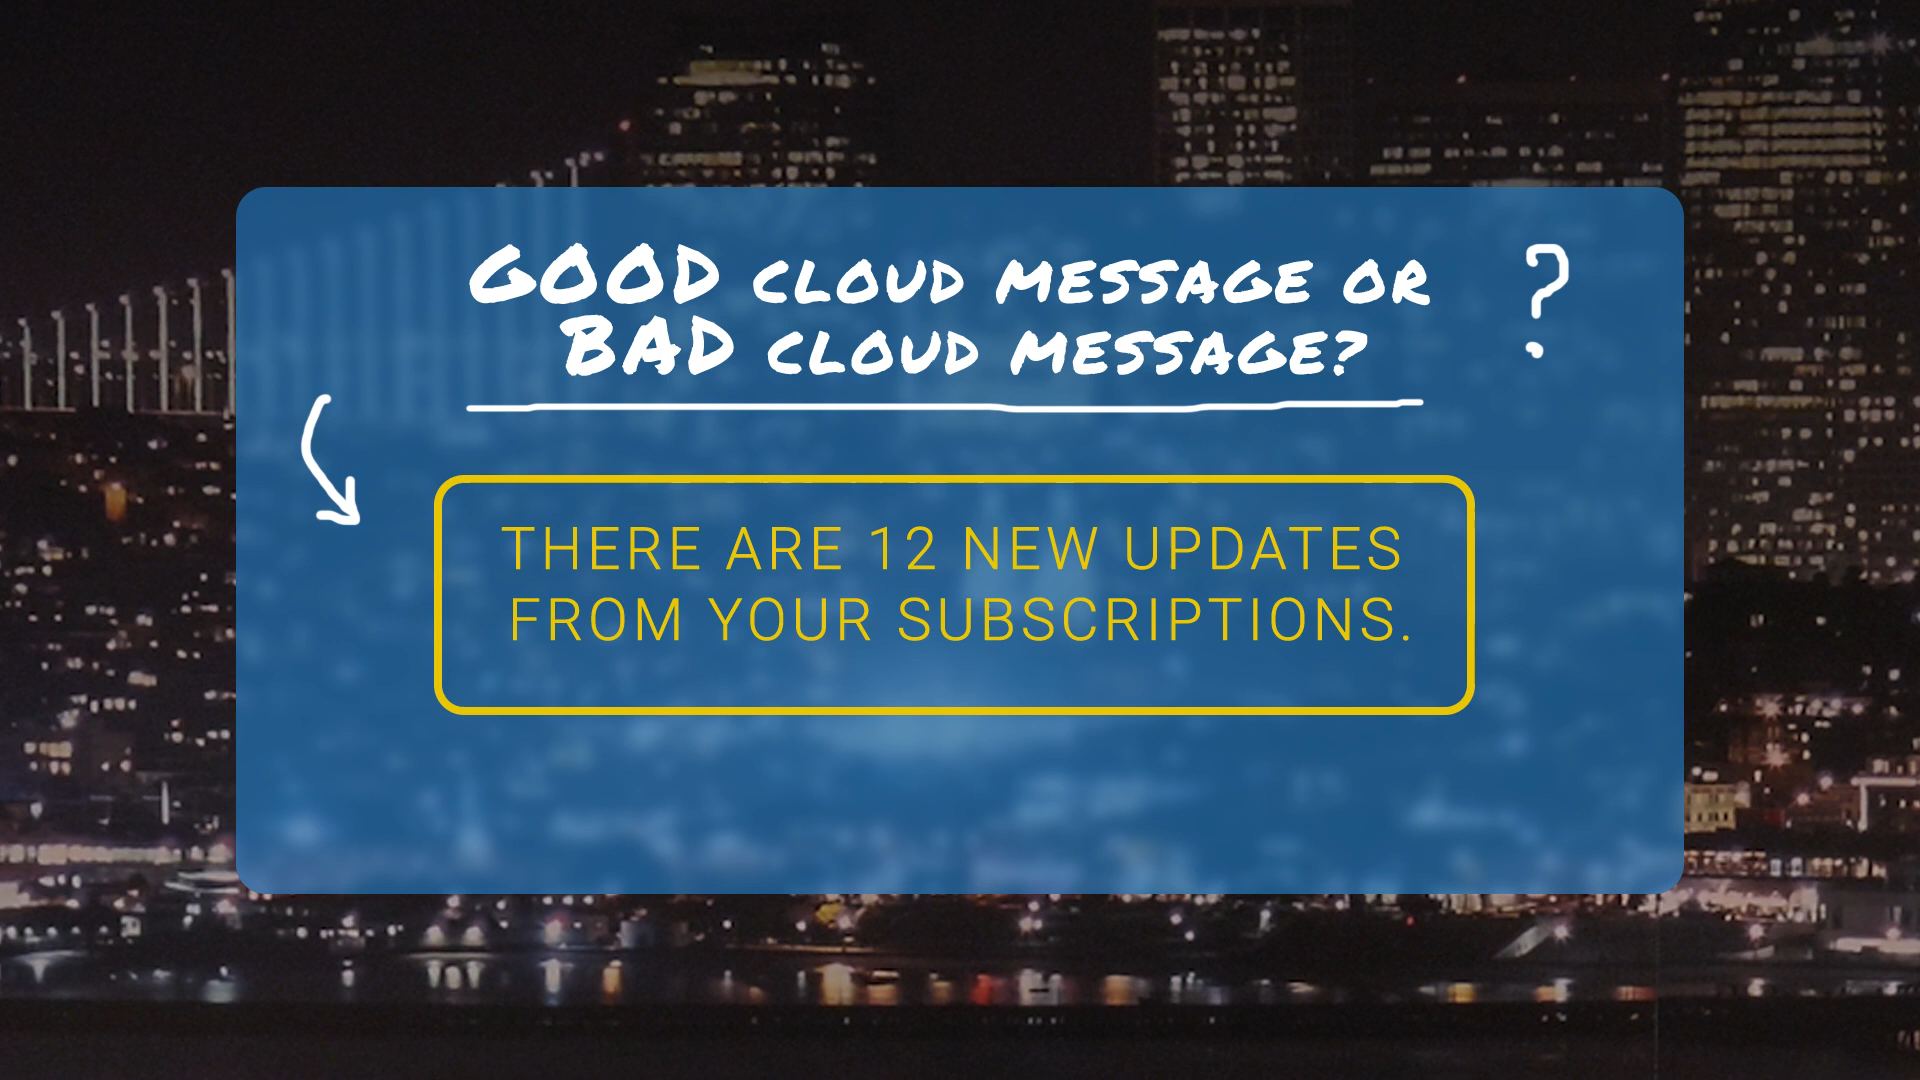 GOOD CLOUD MESSAGE OR
BAD CLOUD MESSAGE?
?
THERE ARE 12 NEW UPDATES
FROM YOUR SUBSCRIPTIONS.